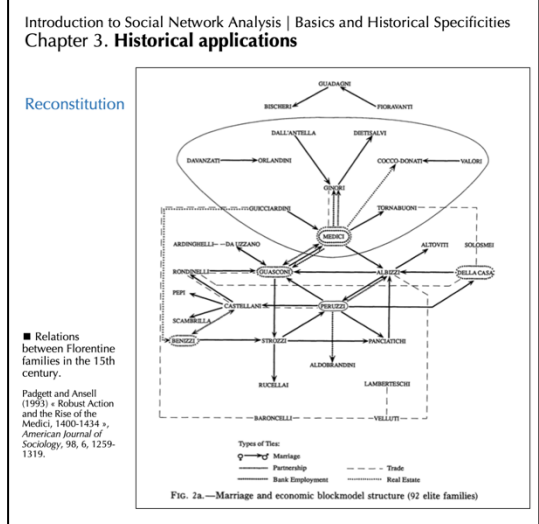 Introduction to Social Network Analysis | Basics and Historical Specificities
Chapter 3. Historical applications
Reconstitution
GUADAGNI
BISCHERI FIORAVANTI
DALL'ANTELLA DIETISALVI
DAVANZATI ORLANDINI COCCO-DONATI VALORI
GINORI
GUICCIARDINI TORNABUONI
MEDICI
ARDINGHELLI DA UZZANO ALTOVITI SOLOSMEI
RONDINELLI GUASCONI ALBIZZI DELLA CASA
PEPI
CASTELLANI PERUZZI
SCAMBRILLA
BENIZZI STROZZI PANCIATICHI
ALDOBRANDINI
RUCELLAI LAMBERTESCHI
BARONCELLI VELLUTI
■ Relations
between Florentine
families in the 15th
century.
Padgett and Ansell
(1993) « Robust Action
and the Rise of the
Medici, 1400-1434 »,
American Journal of
Sociology, 98, 6, 1259-
1319.
Types of Ties:
♀ ♂ Marriage
Partnership Trade
Bank Employment Real Estate
FIG. 2a.—Marriage and economic blockmodel structure (92 elite families)